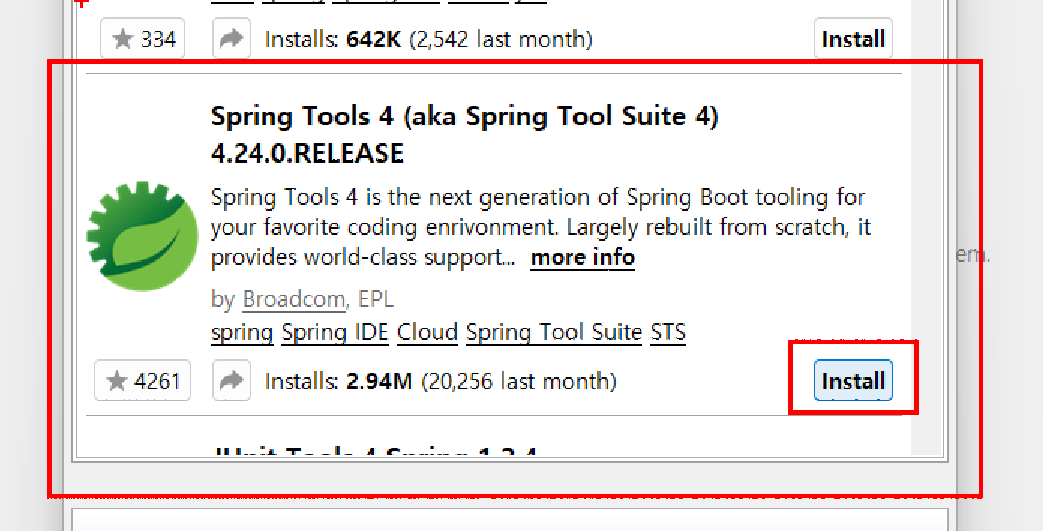 334 Installs: 642K (2,542 last month) Install
Spring Tools 4 (aka Spring Tool Suite 4)
4.24.0.RELEASE
Spring Tools 4 is the next generation of Spring Boot tooling for
your favorite coding enrivonment. Largely rebuilt from scratch, it
provides world-class support... more info
em.
by Broadcom, EPL
spring Spring IDE Cloud Spring Tool Suite STS
4261 Installs: 2.94M (20,256 last month) Install